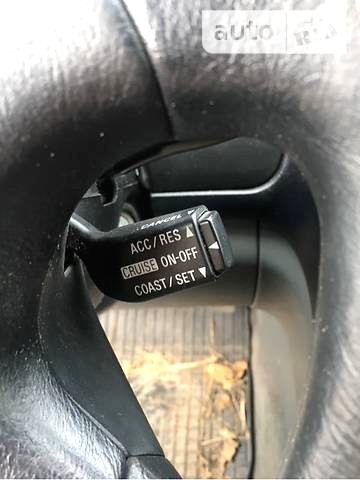 auto RIA
CANCEL
ACC/RES ▲
CRUISE ON-OFF ◀
COAST/SET ▼